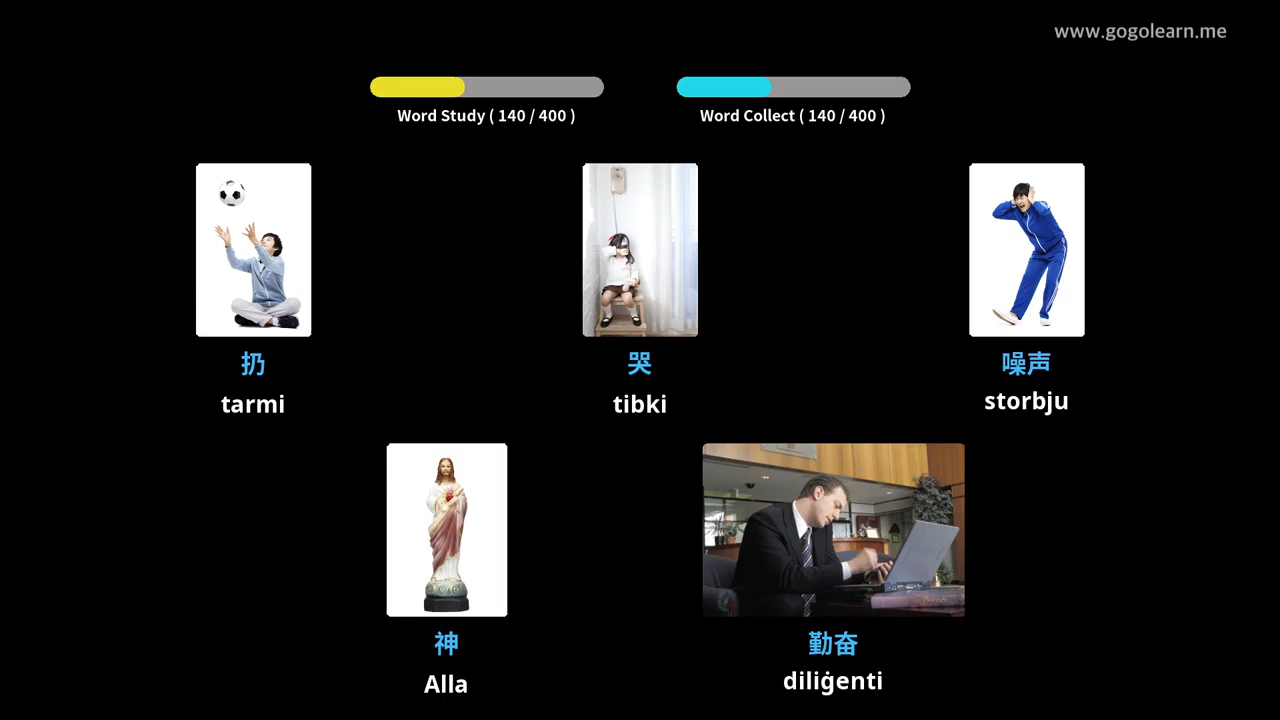 www.gogolearn.me
Word Study ( 140 / 400 )
Word Collect ( 140 / 400 )
扔
tarmi
哭
tibki
噪声
storbju
神
Alla
勤奋
diliġenti